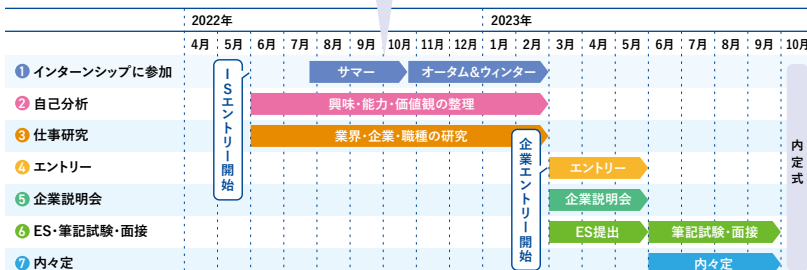 2022年 2023年
4月 5月 6月 7月 8月 9月 10月 11月 12月 1月 2月 3月 4月 5月 6月 7月 8月 9月 10月
1 インターンシップに参加 サマー オータム&ウィンター
2 自己分析 興味・能力・価値観の整理
3 仕事研究 業界・企業・職種の研究
4 エントリー エントリー
5 企業説明会 企業説明会
6 ES・筆記試験・面接 ES提出 筆記試験・面接
7 内々定 内々定
ISエントリー開始
企業エントリー開始
内定式